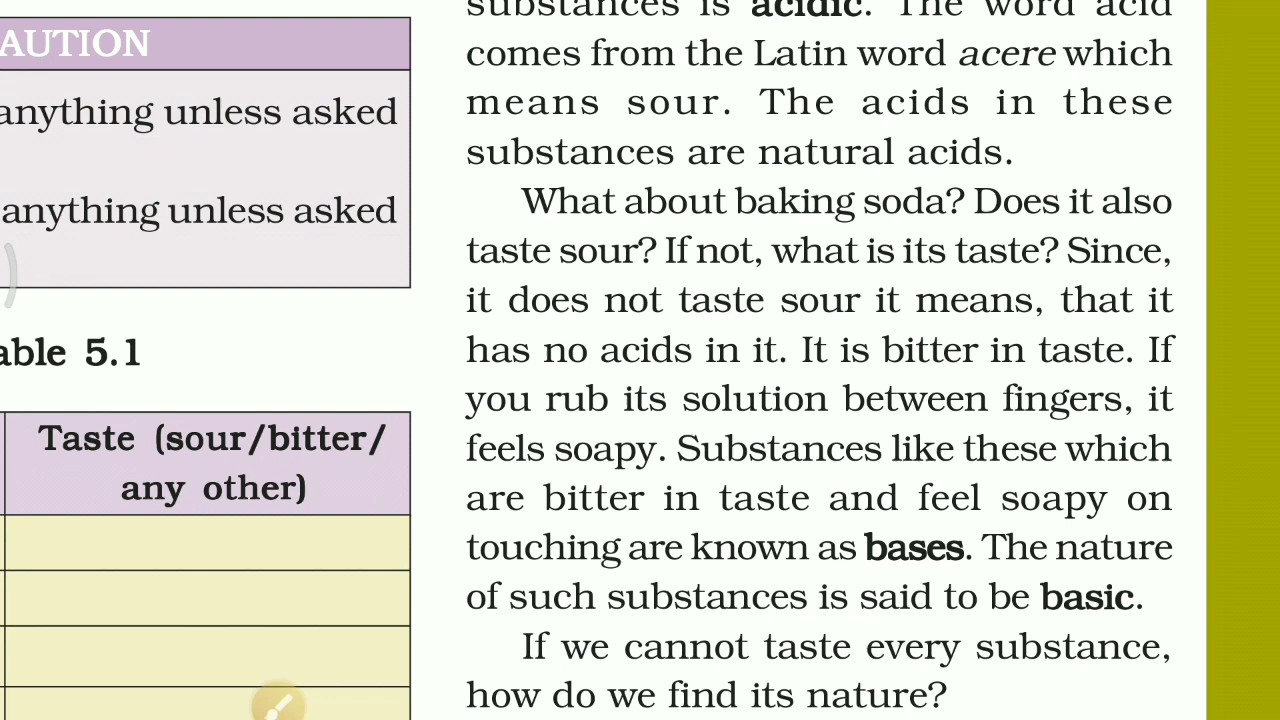 AUTION
anything unless asked
anything unless asked
able 5.1
Taste (sour/bitter/
any other)
substances is acidic. The word acid
comes from the Latin word acere which
means sour. The acids in these
substances are natural acids.
What about baking soda? Does it also
taste sour? If not, what is its taste? Since,
it does not taste sour it means, that it
has no acids in it. It is bitter in taste. If
you rub its solution between fingers, it
feels soapy. Substances like these which
are bitter in taste and feel soapy on
touching are known as bases. The nature
of such substances is said to be basic.
If we cannot taste every substance,
how do we find its nature?